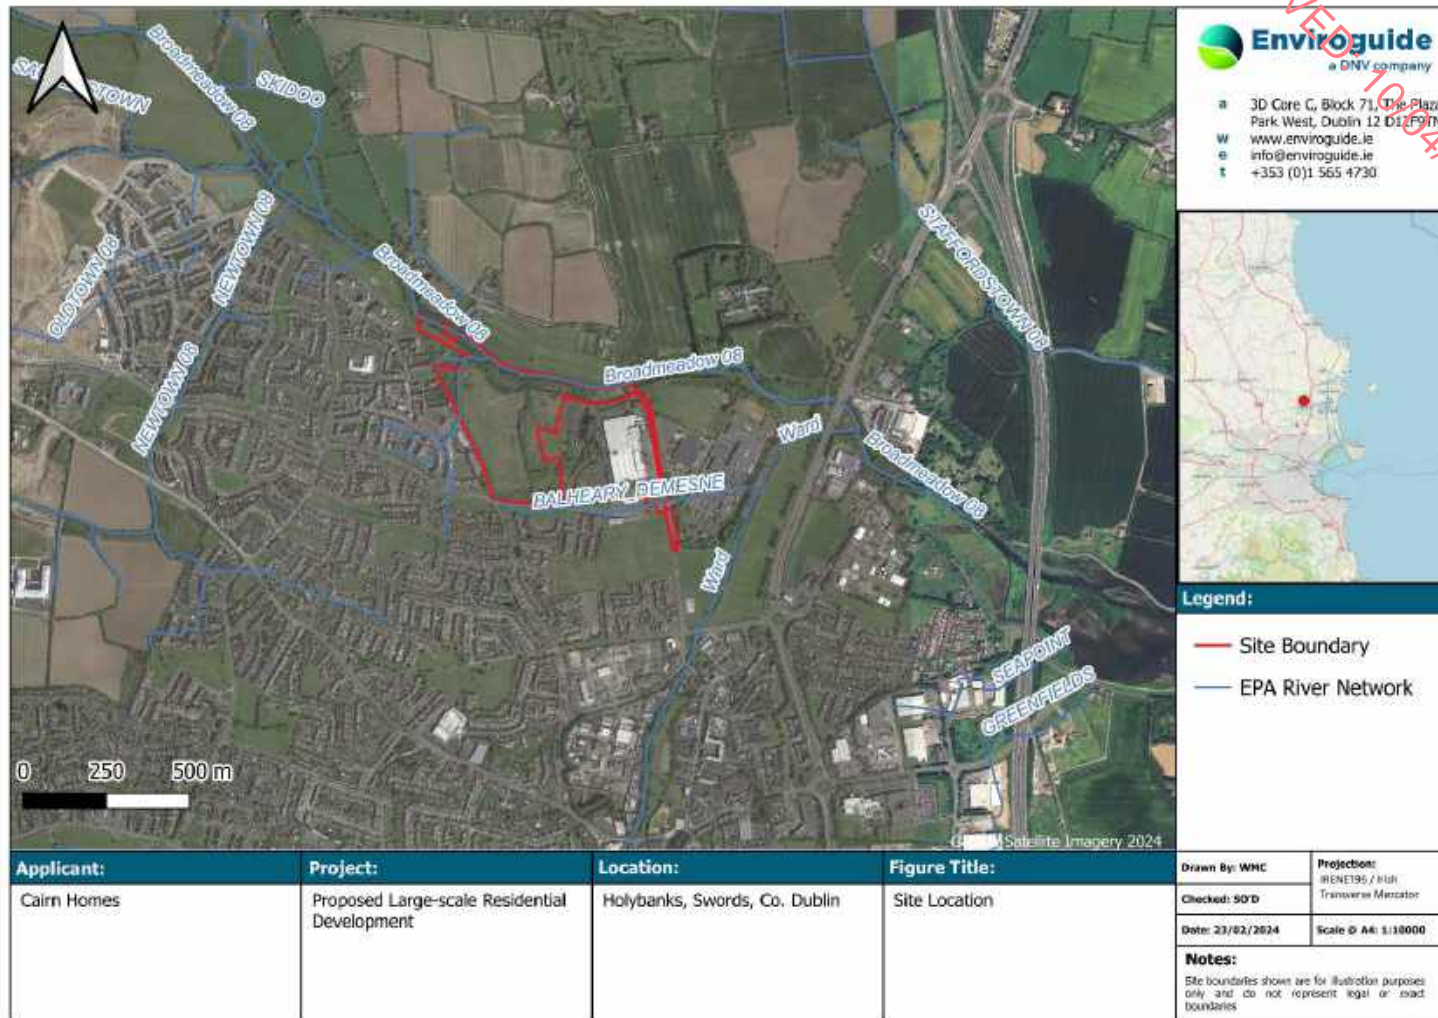 Broadmeadow 08
SKIDOO
OLDTOWN 08
NEWTOWN 08
NEWTOWN 08
Broadmeadow 08
Broadmeadow 08
STAFFORDSTOWN 08
Ward
Broadmeadow 08
BALHEARY_DEMESNE
Ward
SEAPOINT
GREENFIELDS
0 250 500 m
Satellite Imagery 2024
Enviroguide
a DNV company
a 3D Core C, Block 71, The Plaza
Park West, Dublin 12
w www.enviroguide.ie
e info@enviroguide.ie
t +353 (0)1 565 4730
Legend:
Site Boundary
EPA River Network
Applicant:
Cairn Homes
Project:
Proposed Large-scale Residential
Development
Location:
Holybanks, Swords, Co. Dublin
Figure Title:
Site Location
Drawn By: WMC
Checked: SO'D
Date: 23/02/2024
Projection:
IRENET95 / Irish
Transverse Mercator
Scale @ A4: 1:10000
Notes:
Site boundaries shown are for illustration purposes
only and do not represent legal or exact
boundaries